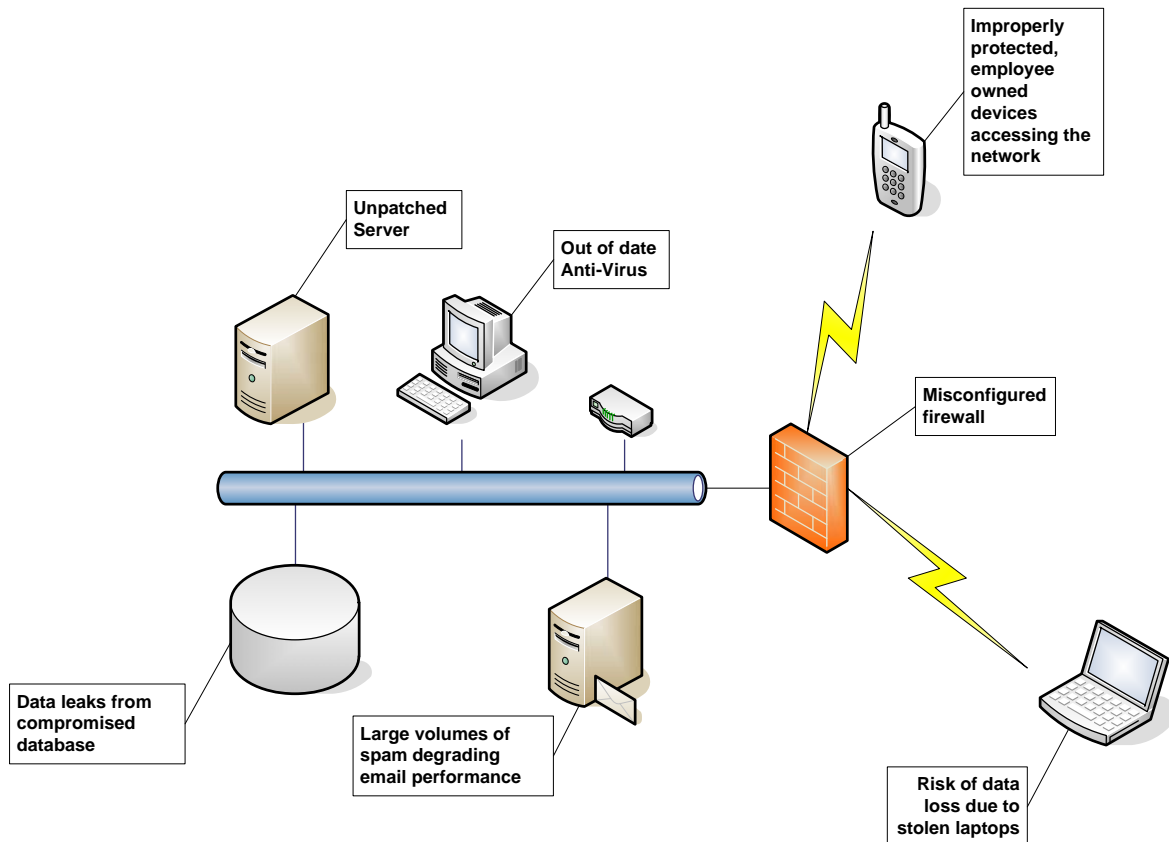 Improperly
protected,
employee
owned
devices
accessing the
network
Unpatched
Server
Out of date
Anti-Virus
Misconfigured
firewall
Data leaks from
compromised
database
Large volumes of
spam degrading
email performance
Risk of data
loss due to
stolen laptops